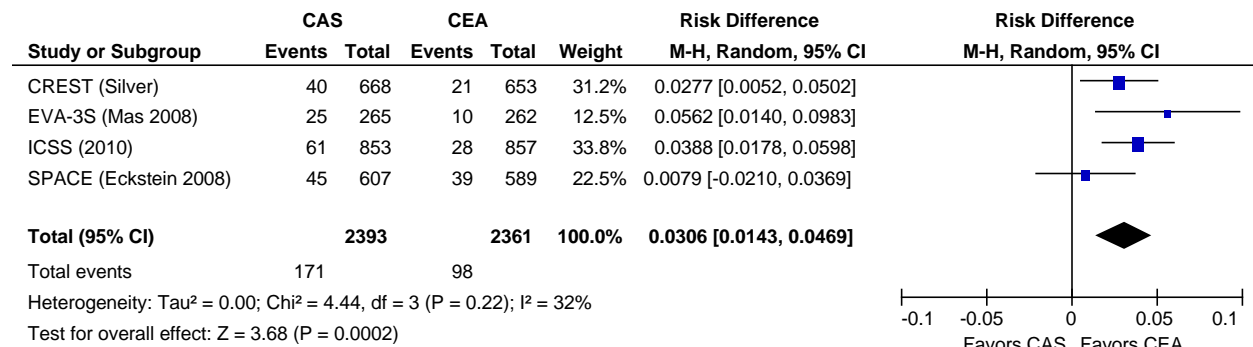 CAS CEA Risk Difference Risk Difference
Study or Subgroup Events Total Events Total Weight M-H, Random, 95% CI M-H, Random, 95% CI
CREST (Silver) 40 668 21 653 31.2% 0.0277 [0.0052, 0.0502]
EVA-3S (Mas 2008) 25 265 10 262 12.5% 0.0562 [0.0140, 0.0983]
ICSS (2010) 61 853 28 857 33.8% 0.0388 [0.0178, 0.0598]
SPACE (Eckstein 2008) 45 607 39 589 22.5% 0.0079 [-0.0210, 0.0369]
Total (95% CI) 2393 2361 100.0% 0.0306 [0.0143, 0.0469]
Total events 171 98
Heterogeneity: Tau² = 0.00; Chi² = 4.44, df = 3 (P = 0.22); I² = 32%
Test for overall effect: Z = 3.68 (P = 0.0002)
-0.1 -0.05 0 0.05 0.1
Favors CAS Favors CEA